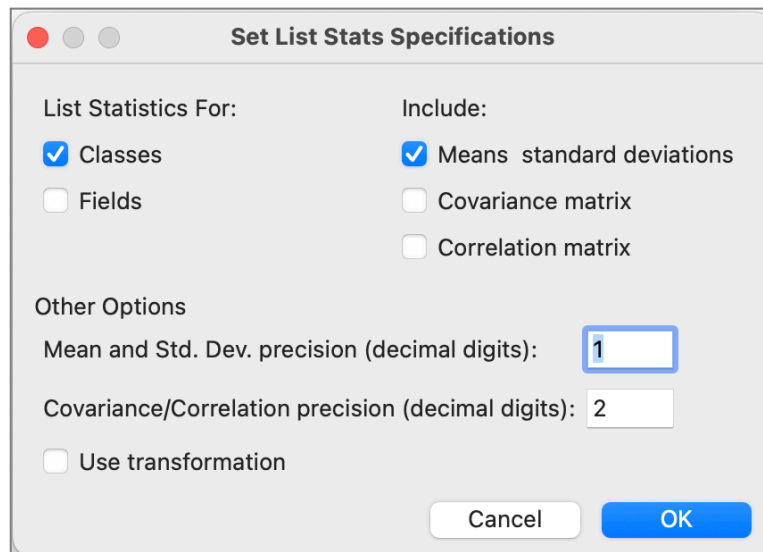 Set List Stats Specifications
List Statistics For:
Include:
Classes
Means  standard deviations
Fields
Covariance matrix
Correlation matrix
Other Options
Mean and Std. Dev. precision (decimal digits): 1
Covariance/Correlation precision (decimal digits): 2
Use transformation
Cancel
OK